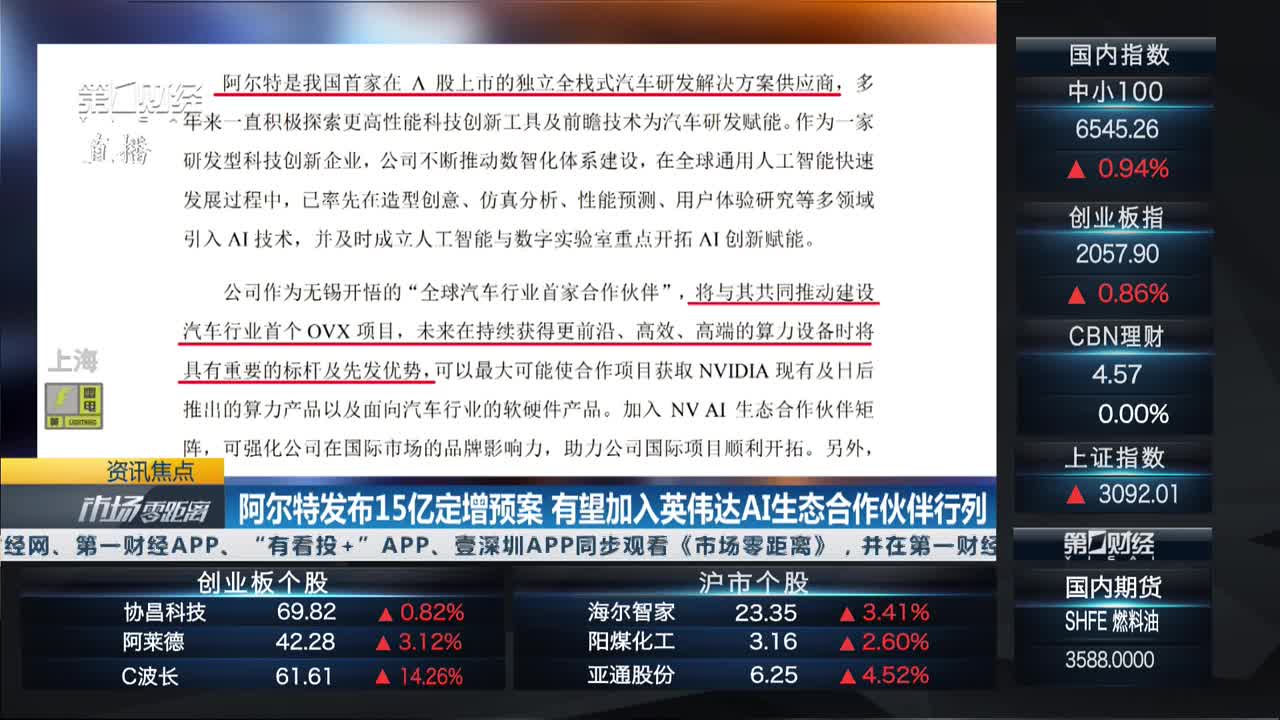 阿尔特是我国首家在 A 股上市的独立全栈式汽车研发解决方案供应商，多
年来一直积极探索更高性能科技创新工具及前瞻技术为汽车研发赋能。作为一家
研发型科技创新企业，公司不断推动数智化体系建设，在全球通用人工智能快速
发展过程中，已率先在造型创意、仿真分析、性能预测、用户体验研究等多领域
引入 AI 技术，并及时成立人工智能与数字实验室重点开拓 AI 创新赋能。
公司作为无锡开悟的“全球汽车行业首家合作伙伴”，将与其共同推动建设
汽车行业首个 OVX 项目，未来在持续获得更前沿、高效、高端的算力设备时将
具有重要的标杆及先发优势，可以最大可能使合作项目获取 NVIDIA 现有及日后
推出的算力产品以及面向汽车行业的软硬件产品。加入 NV AI 生态合作伙伴矩
阵，可强化公司在国际市场的品牌影响力，助力公司国际项目顺利开拓。另外，
第一财经
YICAI
直播
上海
雷电
黄 LIGHTNING
资讯焦点
市场零距离
阿尔特发布15亿定增预案 有望加入英伟达AI生态合作伙伴行列
经网、第一财经APP、“有看投+”APP、壹深圳APP同步观看《市场零距离》，并在第一财经
创业板个股
协昌科技 69.82 ▲0.82%
阿莱德 42.28 ▲3.12%
C波长 61.61 ▲14.26%
沪市个股
海尔智家 23.35 ▲3.41%
阳煤化工 3.16 ▲2.60%
亚通股份 6.25 ▲4.52%
国内指数
中小100
6545.26
▲ 0.94%
创业板指
2057.90
▲ 0.86%
CBN理财
4.57
0.00%
上证指数
▲ 3092.01
第一财经
YICAI
国内期货
SHFE 燃料油
3588.0000